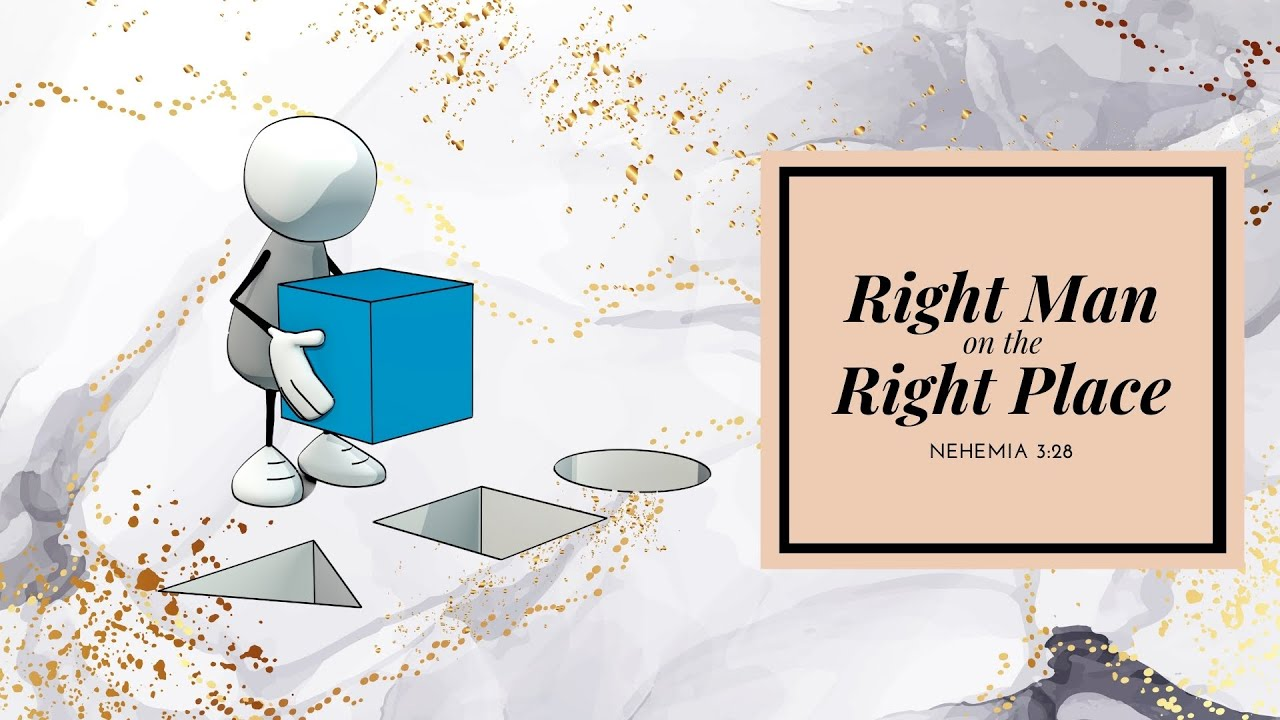 Right Man
on the
Right Place
NEHEMIA 3:28